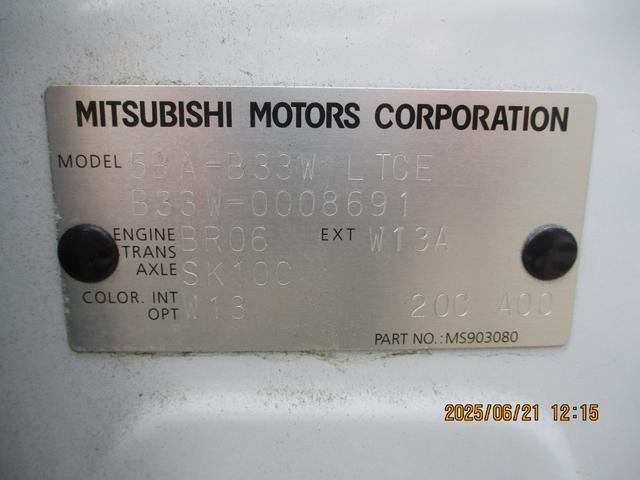 MITSUBISHI MOTORS CORPORATION
MODEL 5BA-B33W LTCE
B33W-0008691
ENGINE BR06 EXT W13A
TRANS
AXLE SK10C
COLOR. INT W13 20C A00
OPT
PART NO.:MS903080
2025/06/21 12:15